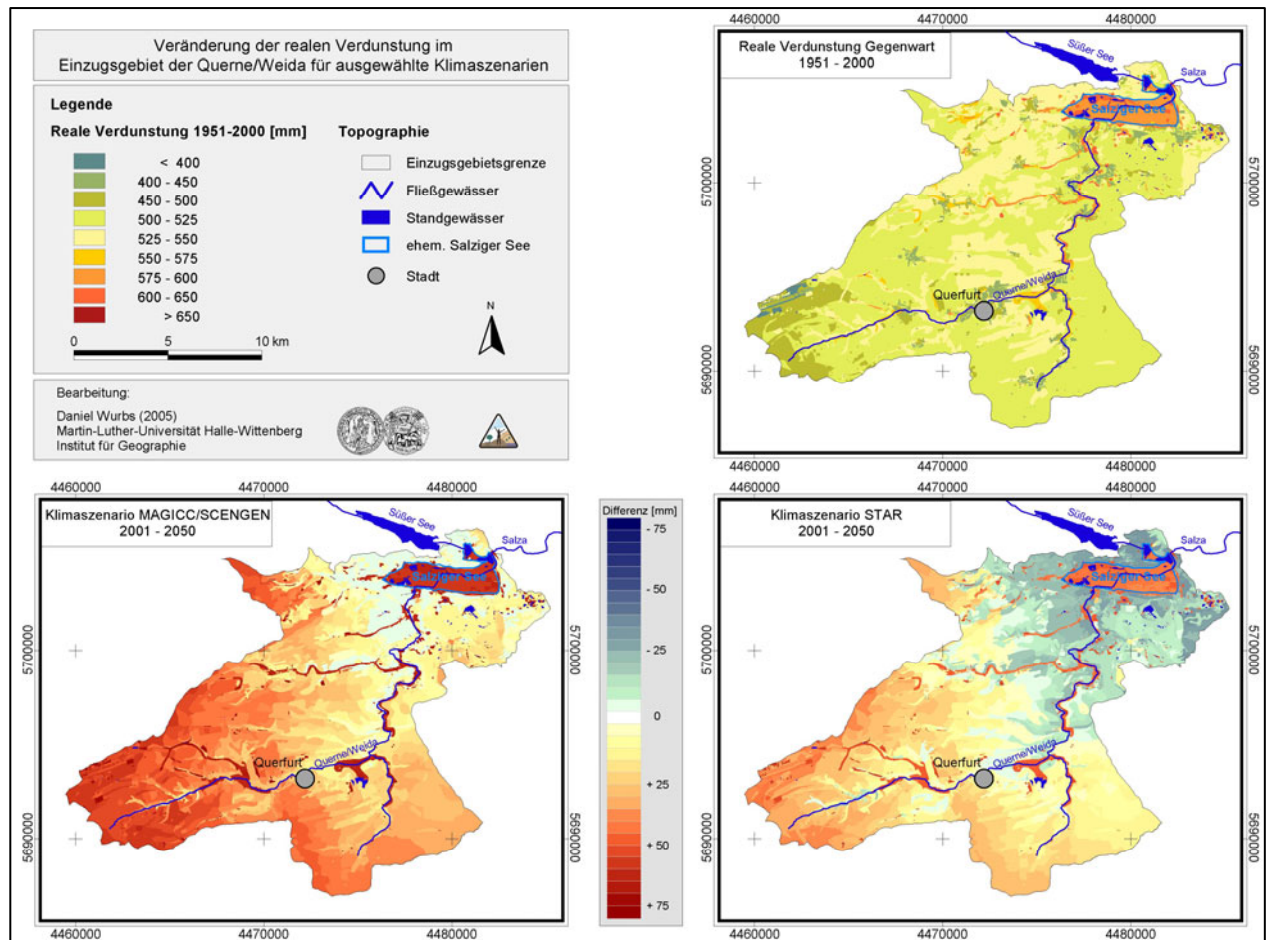 Veränderung der realen Verdunstung im
Einzugsgebiet der Querne/Weida für ausgewählte Klimaszenarien
Legende
Reale Verdunstung 1951-2000 [mm]
< 400
400 - 450
450 - 500
500 - 525
525 - 550
550 - 575
575 - 600
600 - 650
> 650
0 5 10 km
Topographie
Einzugsgebietsgrenze
Fließgewässer
Standgewässer
ehem. Salziger See
Stadt
N
Bearbeitung:
Daniel Wurbs (2005)
Martin-Luther-Universität Halle-Wittenberg
Institut für Geographie
4460000 4470000 4480000
Reale Verdunstung Gegenwart
1951 - 2000
Süßer See
Salza
Salziger See
Querfurt
Querne/Weida
5700000
5690000
5700000
5690000
4460000 4470000 4480000
4460000 4470000 4480000
Klimaszenario MAGICC/SCENGEN
2001 - 2050
Süßer See
Salza
Salziger See
Querfurt
Querne/Weida
5700000
5690000
5700000
5690000
4460000 4470000 4480000
Differenz [mm]
- 75
- 50
- 25
0
+ 25
+ 50
+ 75
Klimaszenario STAR
2001 - 2050
Süßer See
Salza
Salziger See
Querfurt
Querne/Weida
5700000
5690000
4460000 4470000 4480000